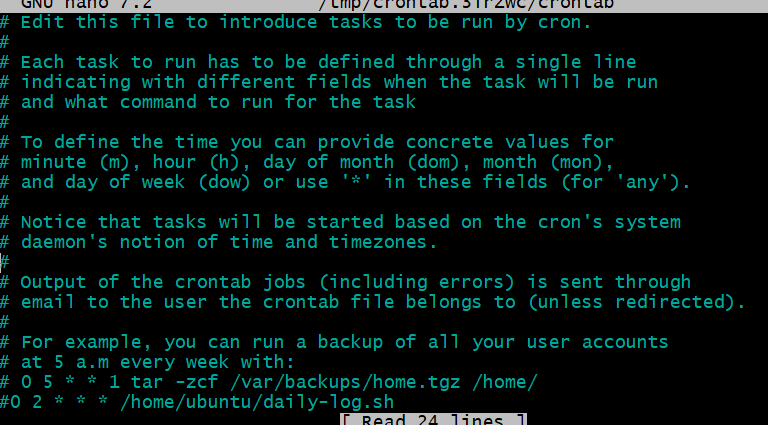 GNU nano 7.2 /tmp/crontab.3irzwc/crontab
# Edit this file to introduce tasks to be run by cron.
#
# Each task to run has to be defined through a single line
# indicating with different fields when the task will be run
# and what command to run for the task
#
# To define the time you can provide concrete values for
# minute (m), hour (h), day of month (dom), month (mon),
# and day of week (dow) or use '*' in these fields (for 'any').
#
# Notice that tasks will be started based on the cron's system
# daemon's notion of time and timezones.
#
# Output of the crontab jobs (including errors) is sent through
# email to the user the crontab file belongs to (unless redirected).
#
# For example, you can run a backup of all your user accounts
# at 5 a.m every week with:
# 0 5 * * 1 tar -zcf /var/backups/home.tgz /home/
#0 2 * * * /home/ubuntu/daily-log.sh
[ Read 24 lines ]